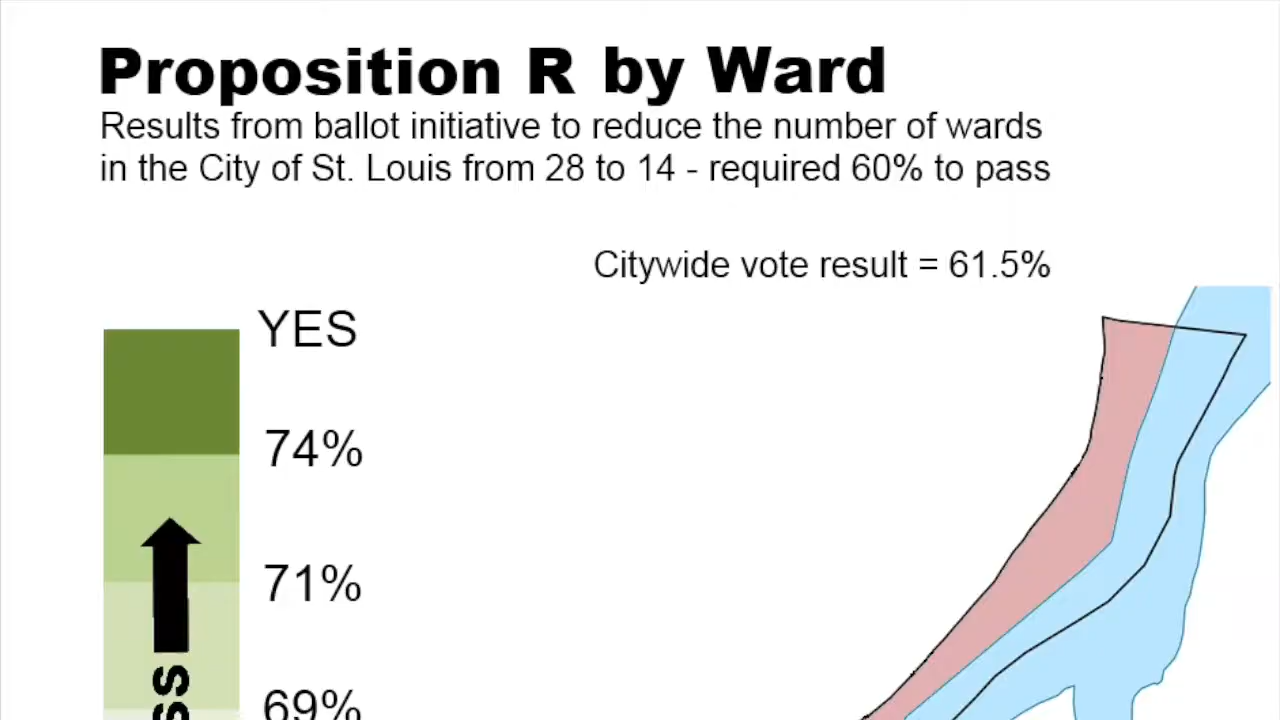 Proposition R by Ward
Results from ballot initiative to reduce the number of wards
in the City of St. Louis from 28 to 14 - required 60% to pass
Citywide vote result = 61.5%
YES
74%
71%
69%